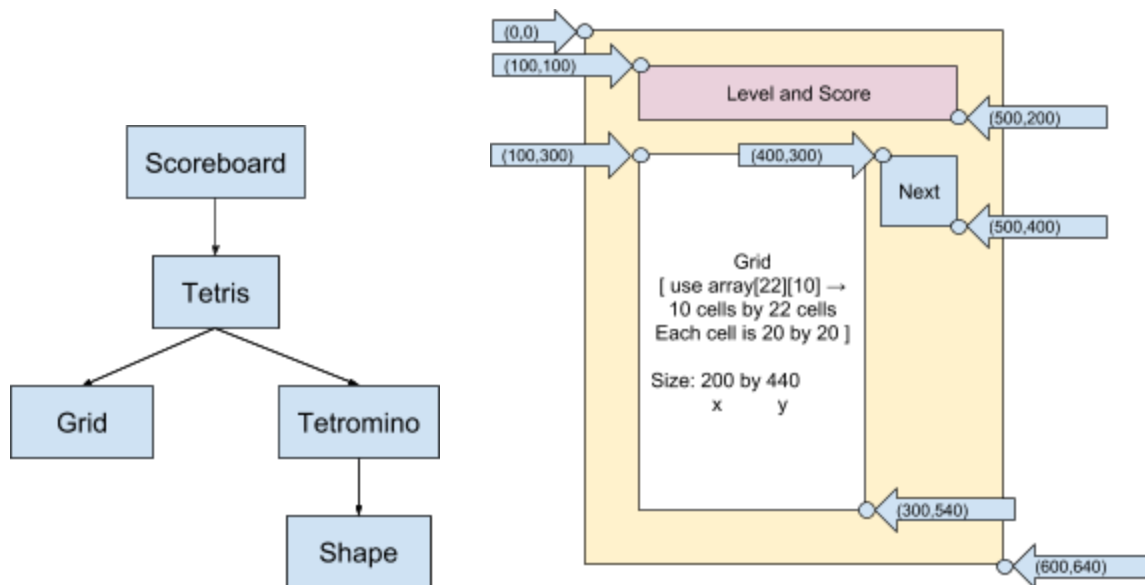 Scoreboard
Tetris
Grid
Tetromino
Shape
(0,0)
(100,100)
Level and Score
(500,200)
(100,300)
(400,300)
Next
(500,400)
Grid
[ use array[22][10] →
10 cells by 22 cells
Each cell is 20 by 20 ]
Size: 200 by 440
x y
(300,540)
(600,640)